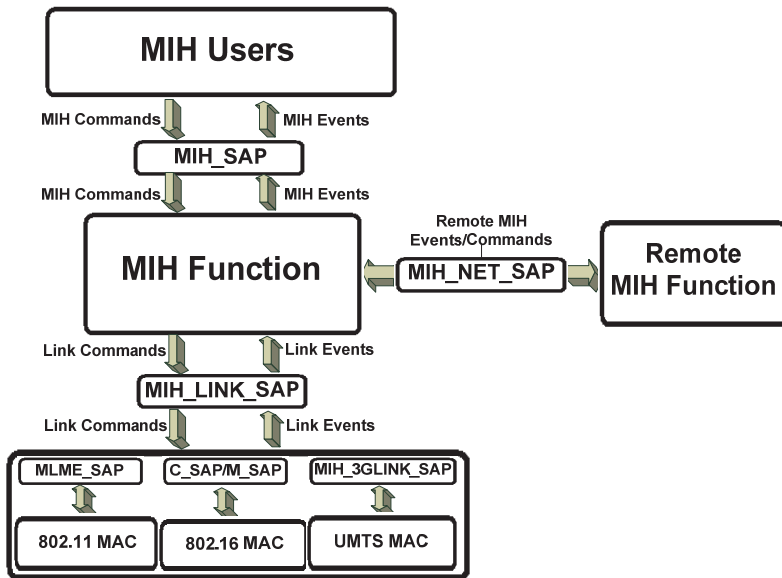 MIH Users
MIH Commands
MIH Events
MIH_SAP
MIH Commands
MIH Events
MIH Function
Remote MIH
Events/Commands
MIH_NET_SAP
Remote
MIH Function
Link Commands
Link Events
MIH_LINK_SAP
Link Commands
Link Events
MLME_SAP
C_SAP/M_SAP
MIH_3GLINK_SAP
802.11 MAC
802.16 MAC
UMTS MAC